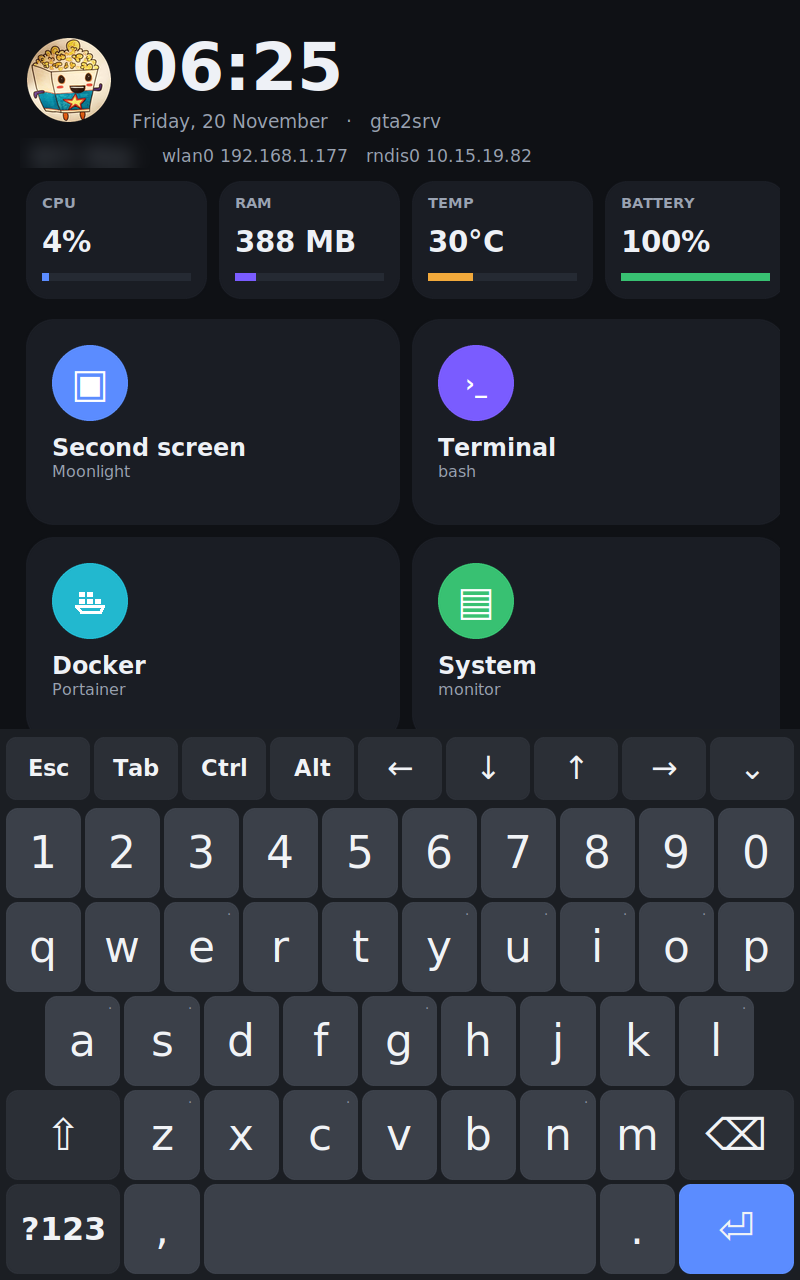 06:25
Friday, 20 November · gta2srv
wlan0 192.168.1.177 rndis0 10.15.19.82
CPU RAM TEMP BATTERY
4% 388 MB 30°C 100%
Second screen Terminal
Moonlight bash
Docker System
Portainer monitor
Esc Tab Ctrl Alt ← ↓ ↑ → ⌄
1 2 3 4 5 6 7 8 9 0
q w e r t y u i o p
a s d f g h j k l
⇧ z x c v b n m ⌫
?123 , . ⏎